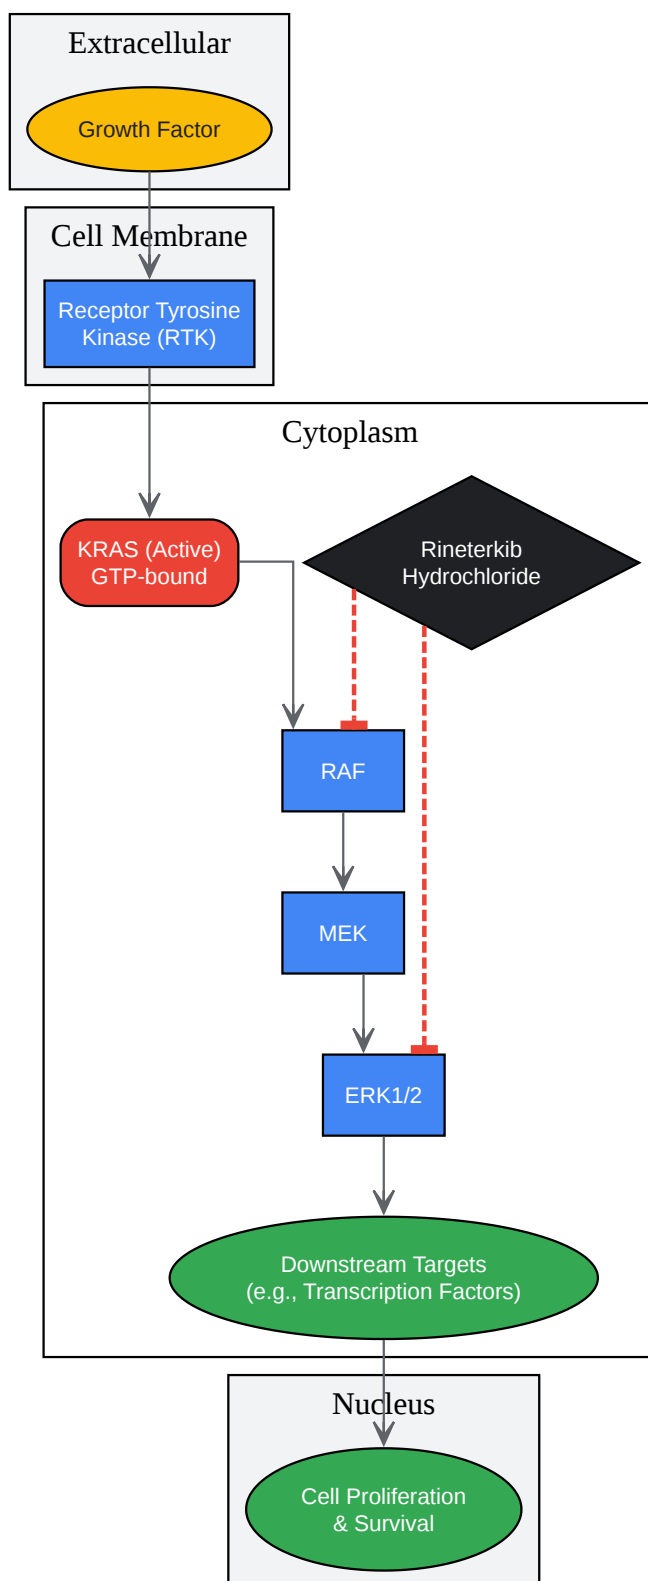 Extracellular
Growth Factor
Cell Membrane
Receptor Tyrosine
Kinase (RTK)
Cytoplasm
KRAS (Active)
GTP-bound
Rineterkib
Hydrochloride
RAF
MEK
ERK1/2
Downstream Targets
(e.g., Transcription Factors)
Nucleus
Cell Proliferation
& Survival